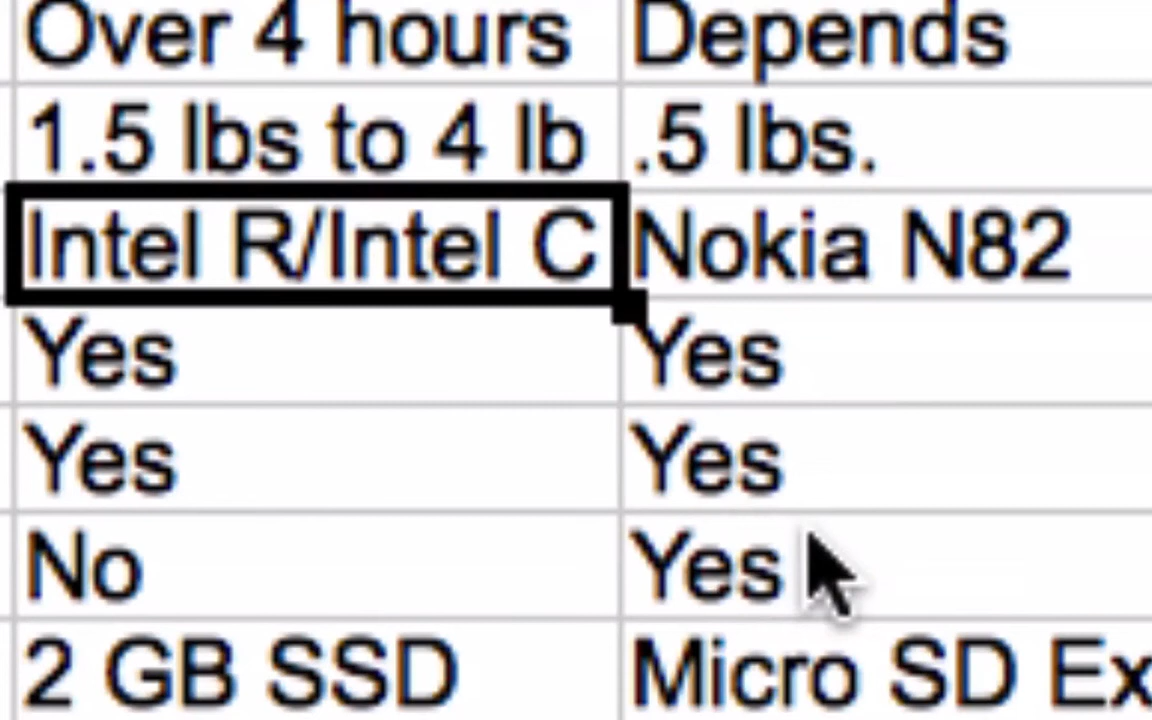 Over 4 hours Depends
1.5 lbs to 4 lb .5 lbs.
Intel R/Intel C Nokia N82
Yes Yes
Yes Yes
No Yes
2 GB SSD Micro SD Ex